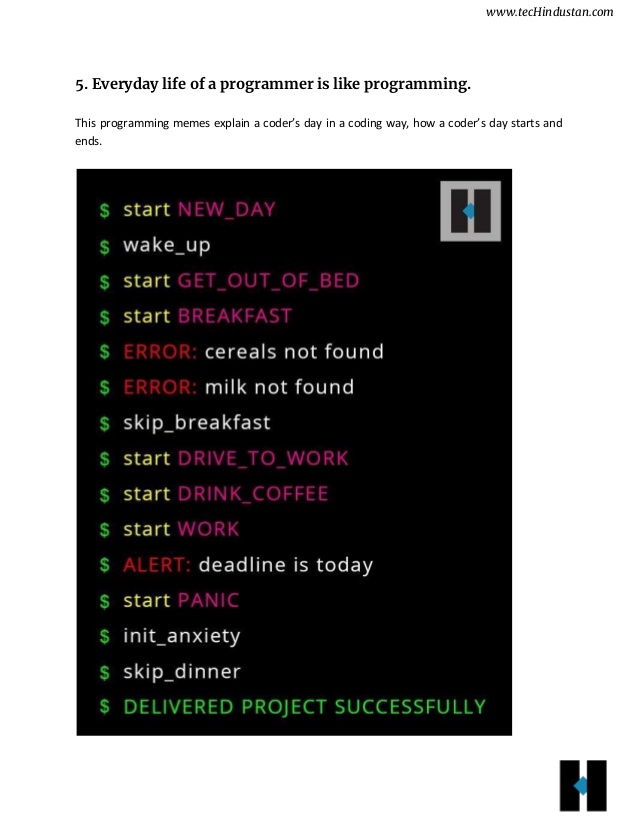 www.tecHindustan.com
5. Everyday life of a programmer is like programming.
This programming memes explain a coder's day in a coding way, how a coder's day starts and
ends.
$ start NEW_DAY
$ wake_up
$ start GET_OUT_OF_BED
$ start BREAKFAST
$ ERROR: cereals not found
$ ERROR: milk not found
$ skip_breakfast
$ start DRIVE_TO_WORK
$ start DRINK_COFFEE
$ start WORK
$ ALERT: deadline is today
$ start PANIC
$ init_anxiety
$ skip_dinner
$ DELIVERED PROJECT SUCCESSFULLY